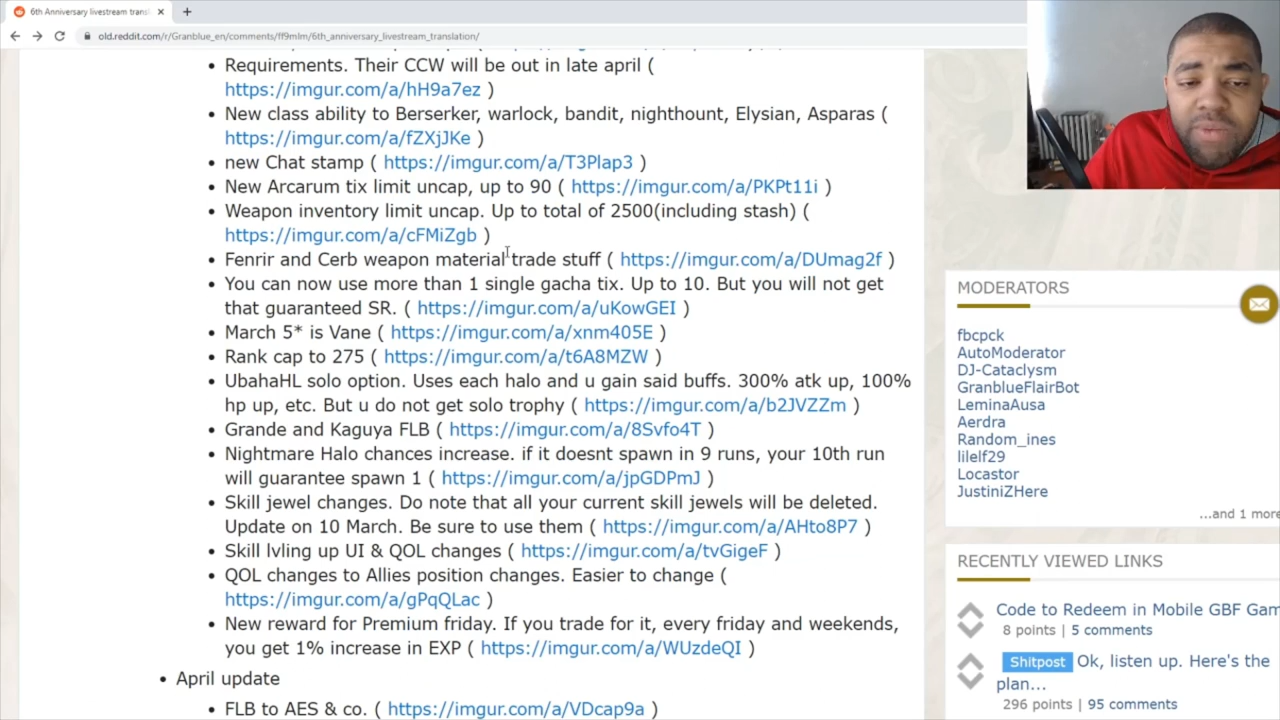 6th Anniversary livestream trans
old.reddit.com/r/Granblue_en/comments/ff9mlm/6th_anniversary_livestream_translation/
Requirements. Their CCW will be out in late april (
https://imgur.com/a/hH9a7ez )
New class ability to Berserker, warlock, bandit, nighthount, Elysian, Asparas (
https://imgur.com/a/fZXjJKe )
new Chat stamp ( https://imgur.com/a/T3Plap3 )
New Arcarum tix limit uncap, up to 90 ( https://imgur.com/a/PKPt11i )
Weapon inventory limit uncap. Up to total of 2500(including stash) (
https://imgur.com/a/cFMiZgb )
Fenrir and Cerb weapon material trade stuff ( https://imgur.com/a/DUmag2f )
You can now use more than 1 single gacha tix. Up to 10. But you will not get
that guaranteed SR. ( https://imgur.com/a/uKowGEI )
March 5* is Vane ( https://imgur.com/a/xnm405E )
Rank cap to 275 ( https://imgur.com/a/t6A8MZW )
UbahaHL solo option. Uses each halo and u gain said buffs. 300% atk up, 100%
hp up, etc. But u do not get solo trophy ( https://imgur.com/a/b2JVZZm )
Grande and Kaguya FLB ( https://imgur.com/a/8Svfo4T )
Nightmare Halo chances increase. if it doesnt spawn in 9 runs, your 10th run
will guarantee spawn 1 ( https://imgur.com/a/jpGDPmJ )
Skill jewel changes. Do note that all your current skill jewels will be deleted.
Update on 10 March. Be sure to use them ( https://imgur.com/a/AHto8P7 )
Skill lvling up UI & QOL changes ( https://imgur.com/a/tvGigeF )
QOL changes to Allies position changes. Easier to change (
https://imgur.com/a/gPqQLac )
New reward for Premium friday. If you trade for it, every friday and weekends,
you get 1% increase in EXP ( https://imgur.com/a/WUzdeQI )
April update
FLB to AES & co. ( https://imgur.com/a/VDcap9a )
MODERATORS
fbcpck
AutoModerator
DJ-Cataclysm
GranblueFlairBot
LeminaAusa
Aerdra
Random_ines
lilelf29
Locastor
JustiniZHere
...and 1 more
RECENTLY VIEWED LINKS
Code to Redeem in Mobile GBF Gam
8 points | 5 comments
Shitpost Ok, listen up. Here's the
plan...
296 points | 95 comments